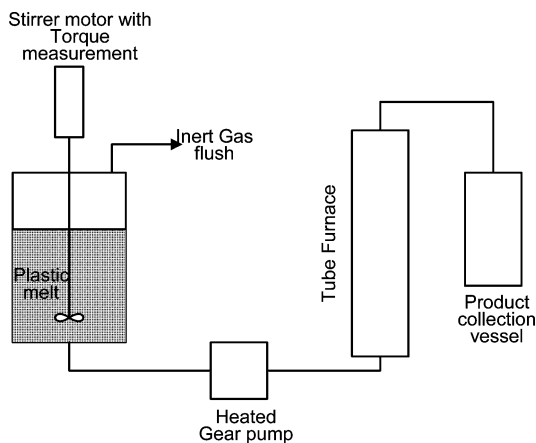 Stirrer motor with
Torque
measurement
Inert Gas
flush
Plastic
melt
Tube Furnace
Product
collection
vessel
Heated
Gear pump